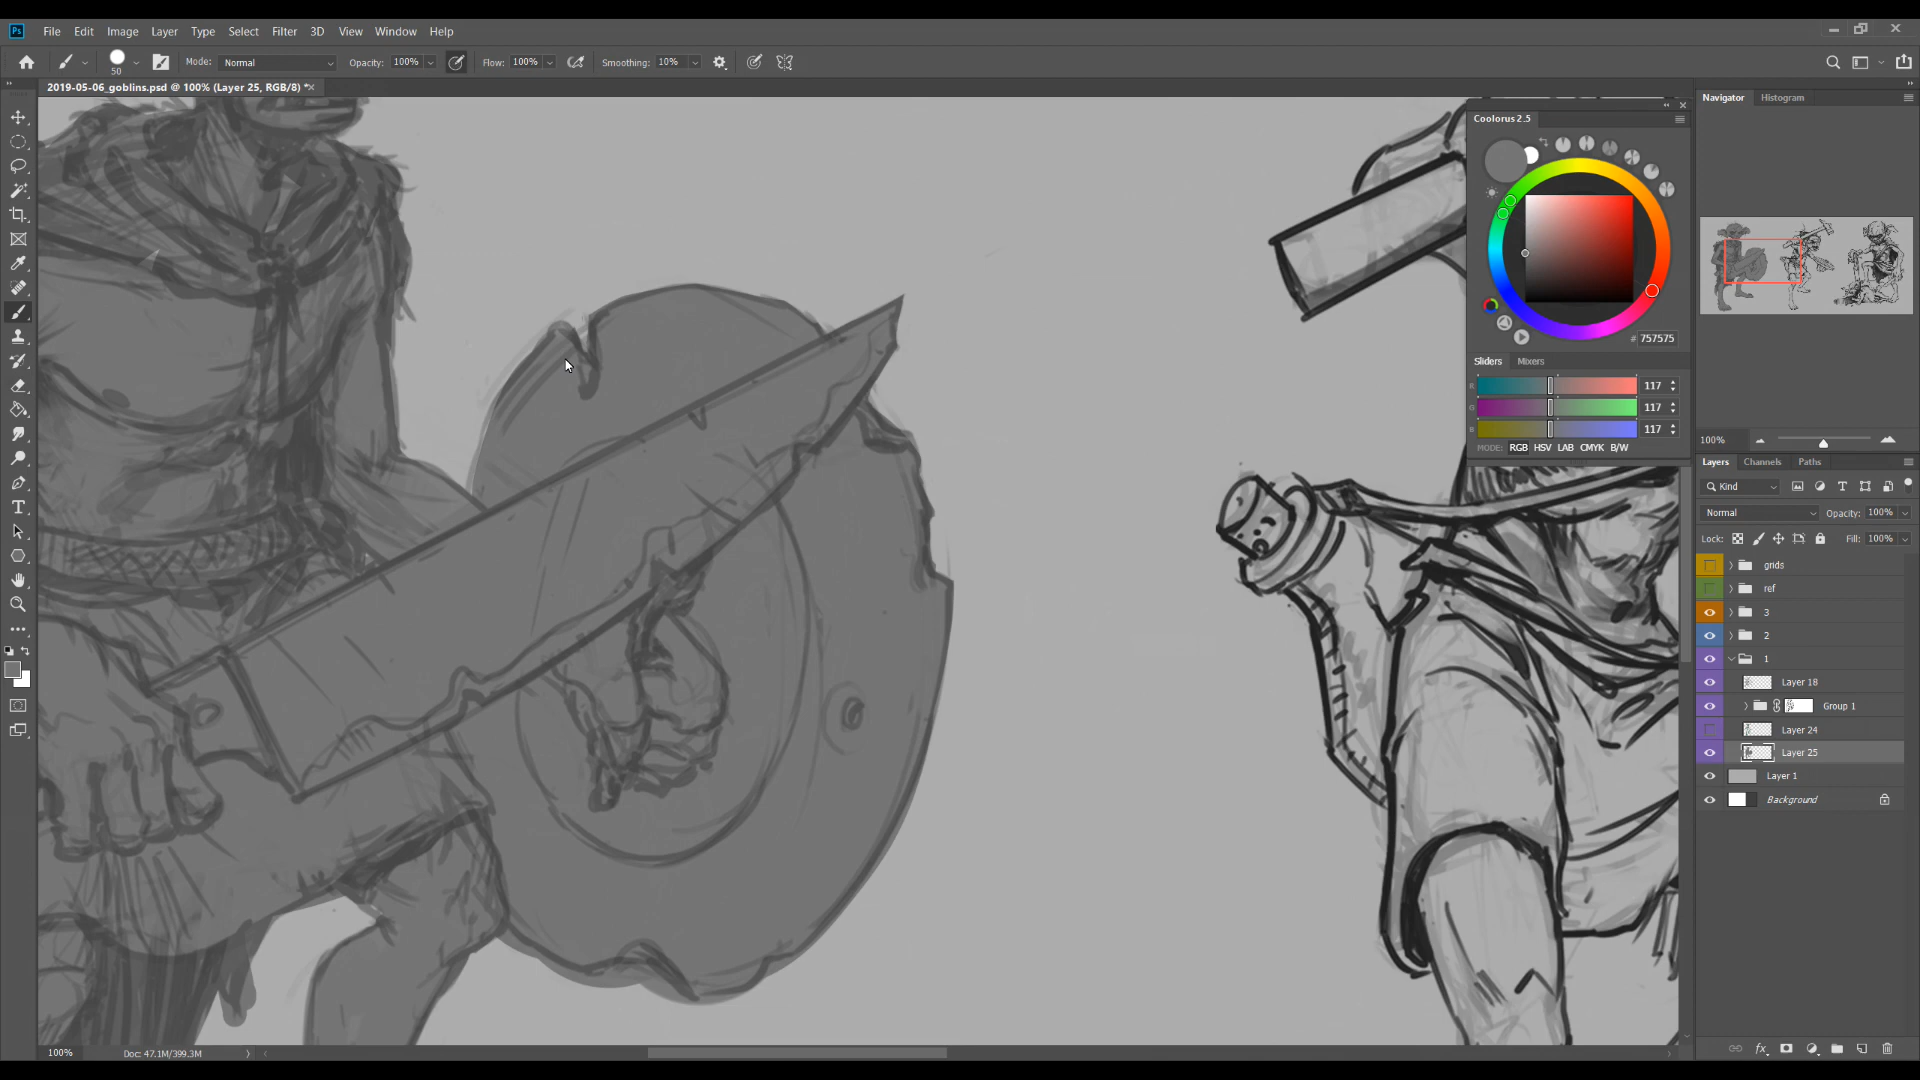 Ps File Edit Image Layer Type Select Filter 3D View Window Help
50 Mode: Normal Opacity: 100% Flow: 100% Smoothing: 10%
2019-05-06_goblins.psd @ 100% (Layer 25, RGB/8) *
Navigator Histogram
Coolorus 2.5
# 757575
Sliders Mixers
R 117
G 117
B 117
MODE: RGB HSV LAB CMYK B/W
100%
Layers Channels Paths
Kind
Normal Opacity: 100%
Lock: Fill: 100%
grids
ref
3
2
1
Layer 18
Group 1
Layer 24
Layer 25
Layer 1
Background
100% Doc: 47.1M/399.3M